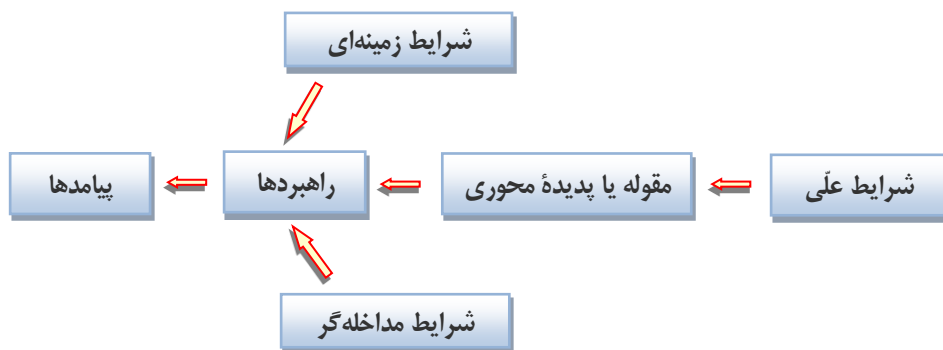 شرایط زمینه‌ای
شرایط علّی
مقوله یا پدیدهٔ محوری
راهبردها
پیامدها
شرایط مداخله‌گر